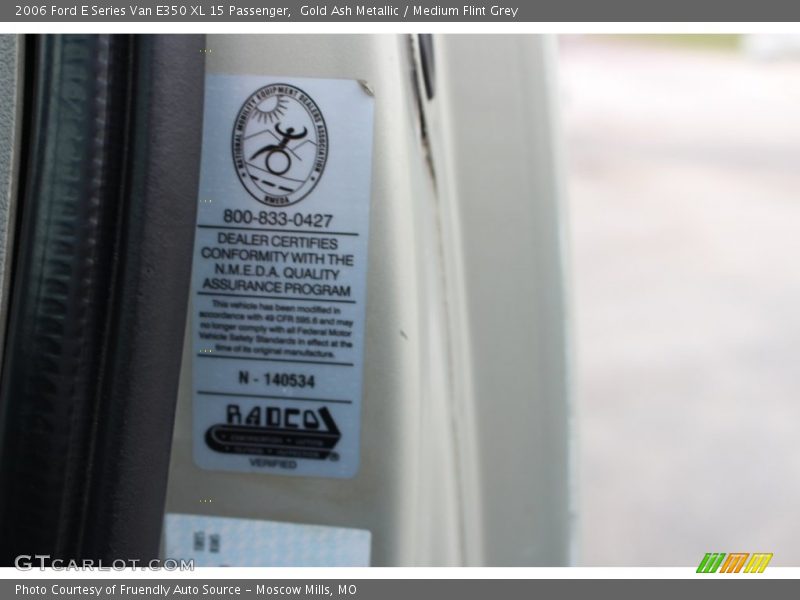 2006 Ford E Series Van E350 XL 15 Passenger,  Gold Ash Metallic / Medium Flint Grey
NATIONAL MOBILITY EQUIPMENT DEALERS ASSOCIATION
NMEDA
800-833-0427
DEALER CERTIFIES
CONFORMITY WITH THE
N.M.E.D.A. QUALITY
ASSURANCE PROGRAM
This vehicle has been modified in
accordance with 49 CFR 595.6 and may
no longer comply with all Federal Motor
Vehicle Safety Standards in effect at the
time of its original manufacture.
N - 140534
RADCO
VERIFIED
GTCARLOT.COM
Photo Courtesy of Fruendly Auto Source – Moscow Mills, MO